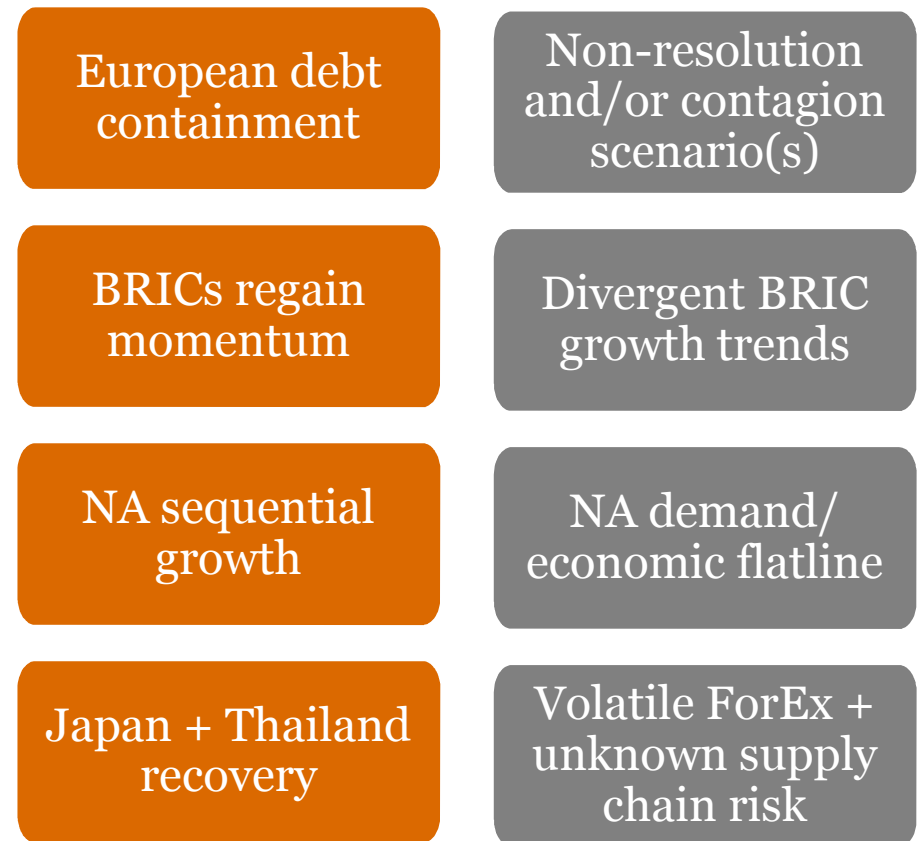 European debt
containment
Non-resolution
and/or contagion
scenario(s)
BRICs regain
momentum
Divergent BRIC
growth trends
NA sequential
growth
NA demand/
economic flatline
Japan + Thailand
recovery
Volatile ForEx +
unknown supply
chain risk